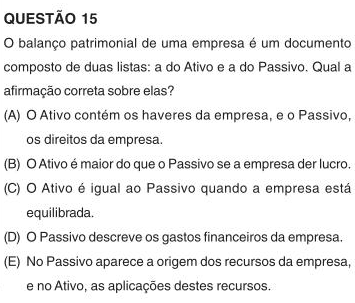 QUESTÃO 15
O balanço patrimonial de uma empresa é um documento
composto de duas listas: a do Ativo e a do Passivo. Qual a
afirmação correta sobre elas?
(A) O Ativo contém os haveres da empresa, e o Passivo,
os direitos da empresa.
(B) O Ativo é maior do que o Passivo se a empresa der lucro.
(C) O Ativo é igual ao Passivo quando a empresa está
equilibrada.
(D) O Passivo descreve os gastos financeiros da empresa.
(E) No Passivo aparece a origem dos recursos da empresa,
e no Ativo, as aplicações destes recursos.